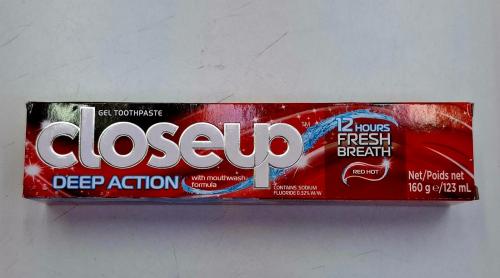 GEL TOOTHPASTE
closeup TM
DEEP ACTION
with mouthwash
formula
CONTAINS: SODIUM
FLUORIDE 0.32% W/W
12 HOURS
FRESH
BREATH
RED HOT
Net/Poids net
160 g e/123 mL